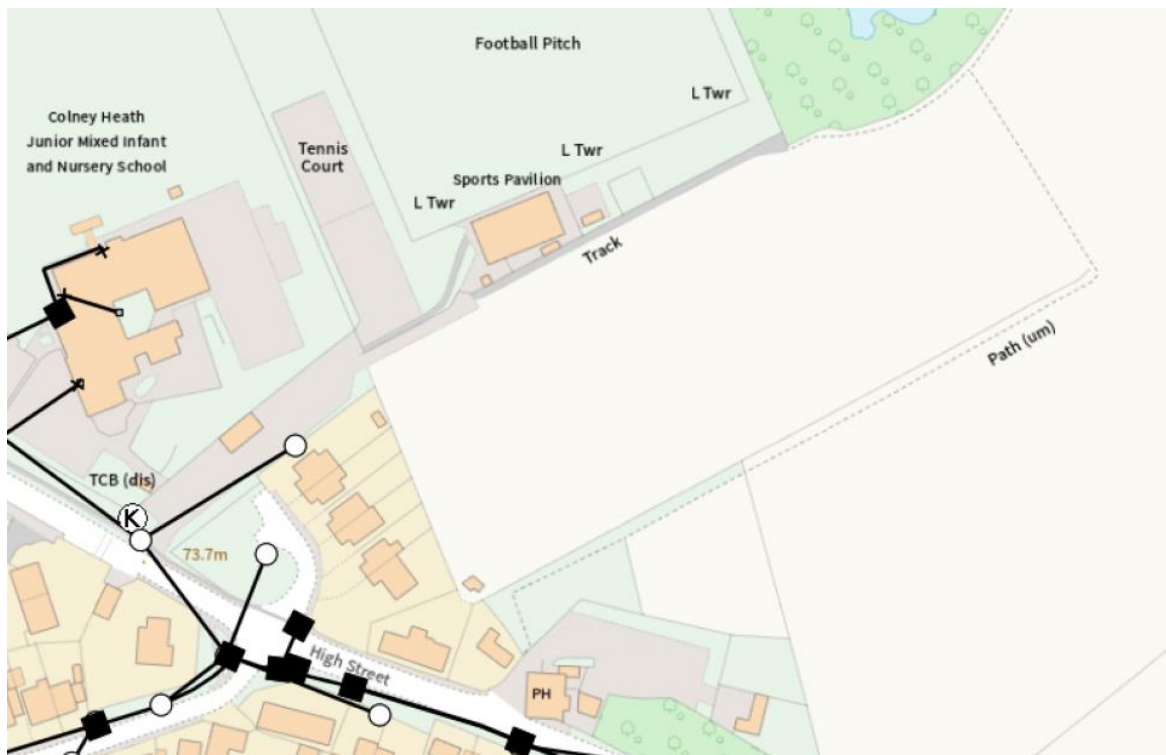 Football Pitch
L Twr
Colney Heath
Junior Mixed Infant
and Nursery School
Tennis
Court
L Twr
Sports Pavilion
L Twr
Track
Path (um)
TCB (dis)
K
73.7m
High Street
PH